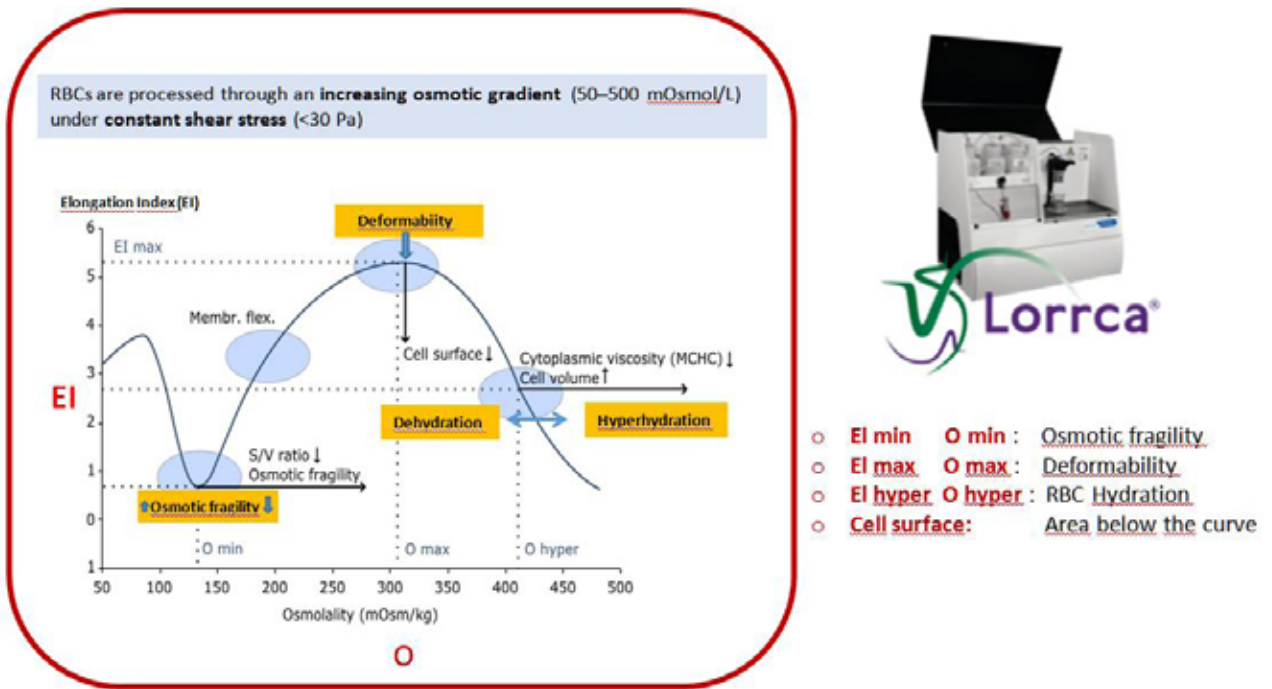 RBCs are processed through an increasing osmotic gradient (50–500 mOsmol/L)
under constant shear stress (<30 Pa)
Elongation Index(EI)
6
5
4
3
2
1
0
1
EI max
Deformabiity
Membr. flex.
Cell surface↓
Cytoplasmic viscosity (MCHC)↓
Cell volume↑
Dehydration
Hyperhydration
EI
S/V ratio↓
Osmotic fragility
Osmotic fragility
O min
O max
O hyper
50 100 150 200 250 300 350 400 450 500
Osmolality (mOsm/kg)
O
Lorrca®
o EI min O min : Osmotic fragility
o EI max O max : Deformability
o EI hyper O hyper : RBC Hydration
o Cell surface: Area below the curve